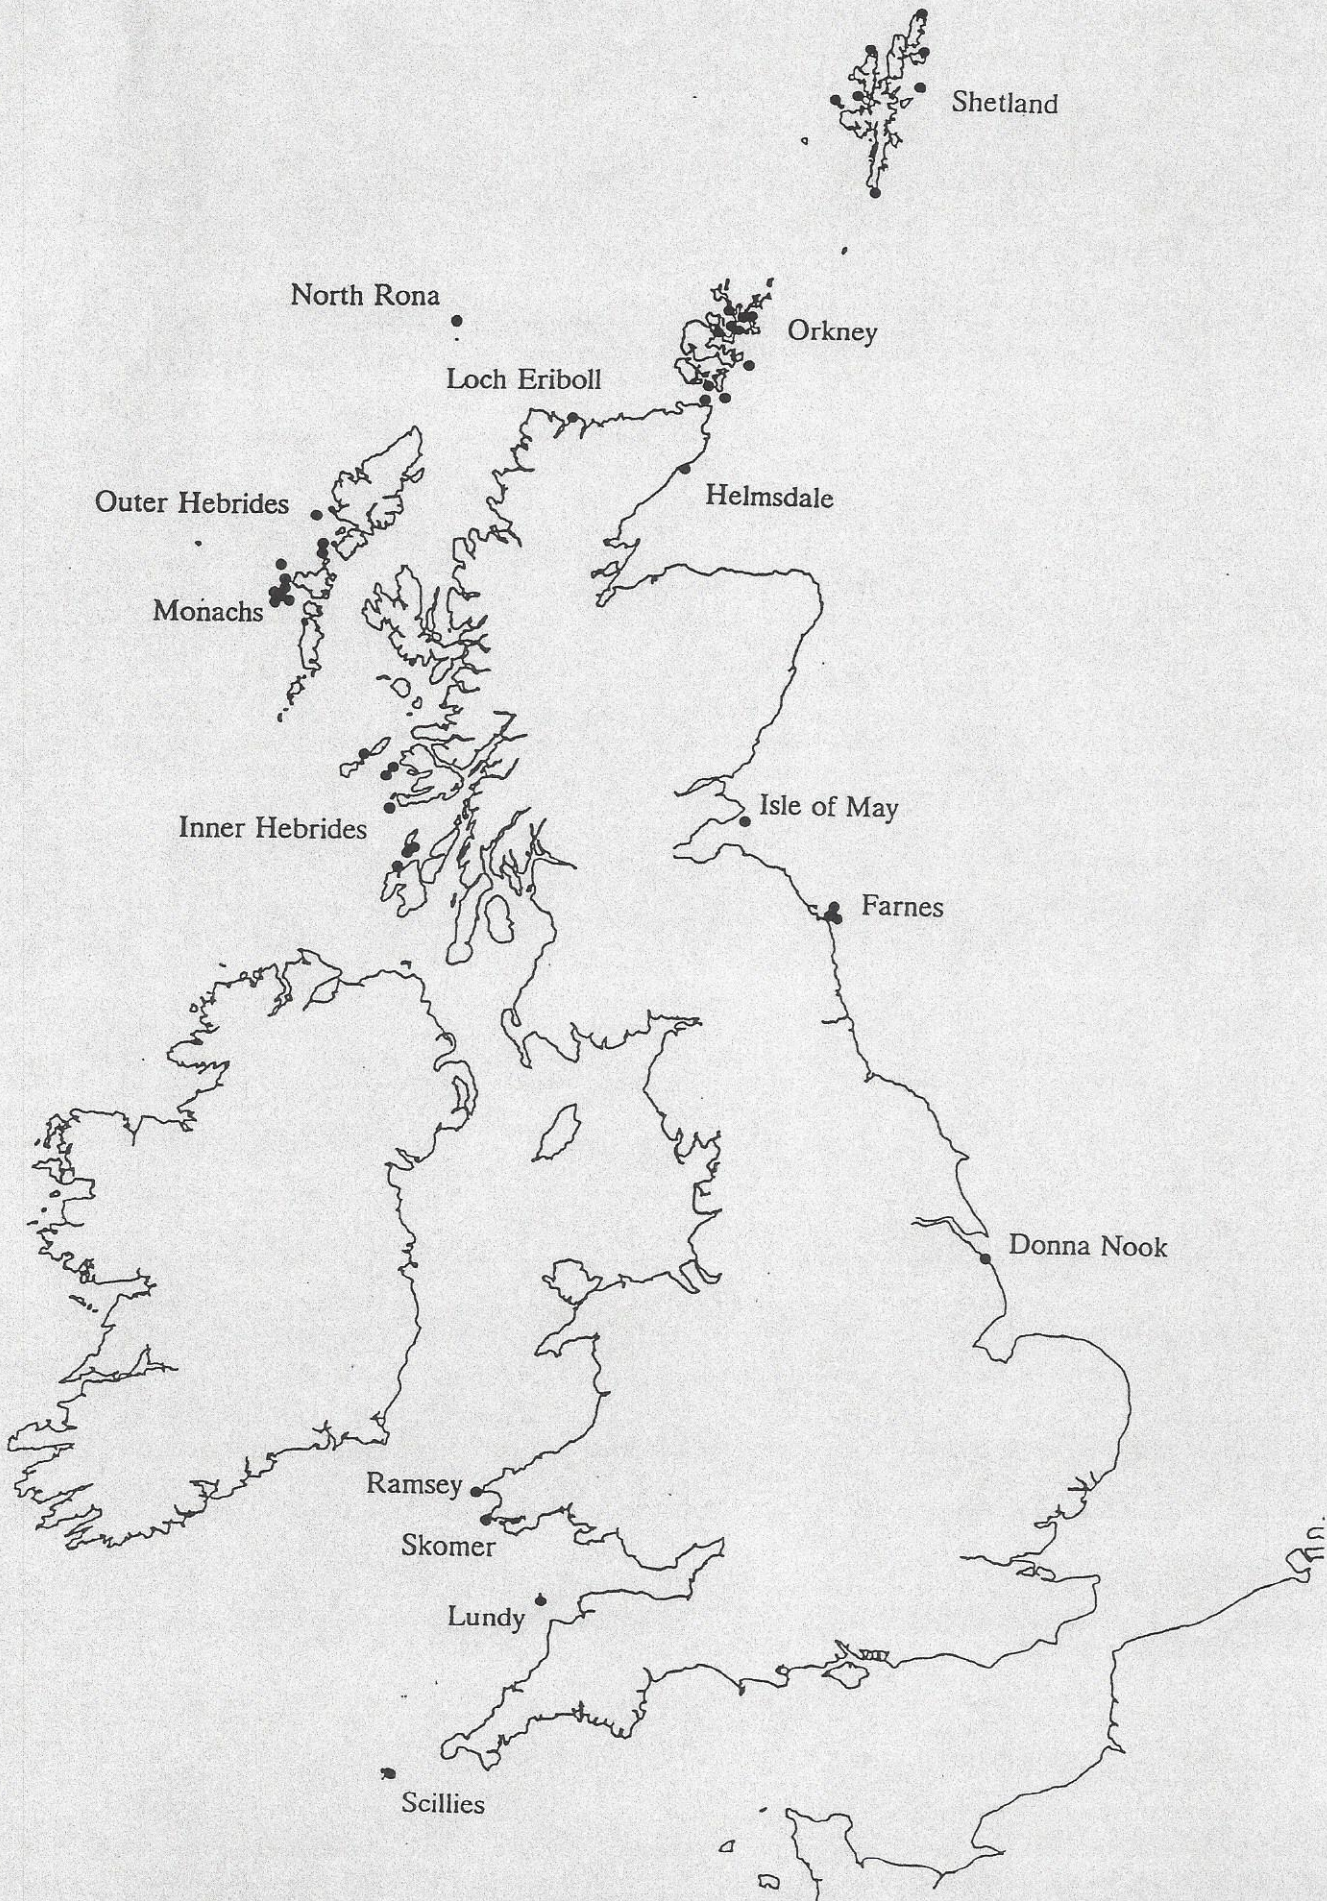 Shetland
North Rona
Orkney
Loch Eriboll
Outer Hebrides
Helmsdale
Monachs
Isle of May
Inner Hebrides
Farnes
Donna Nook
Ramsey
Skomer
Lundy
Scillies